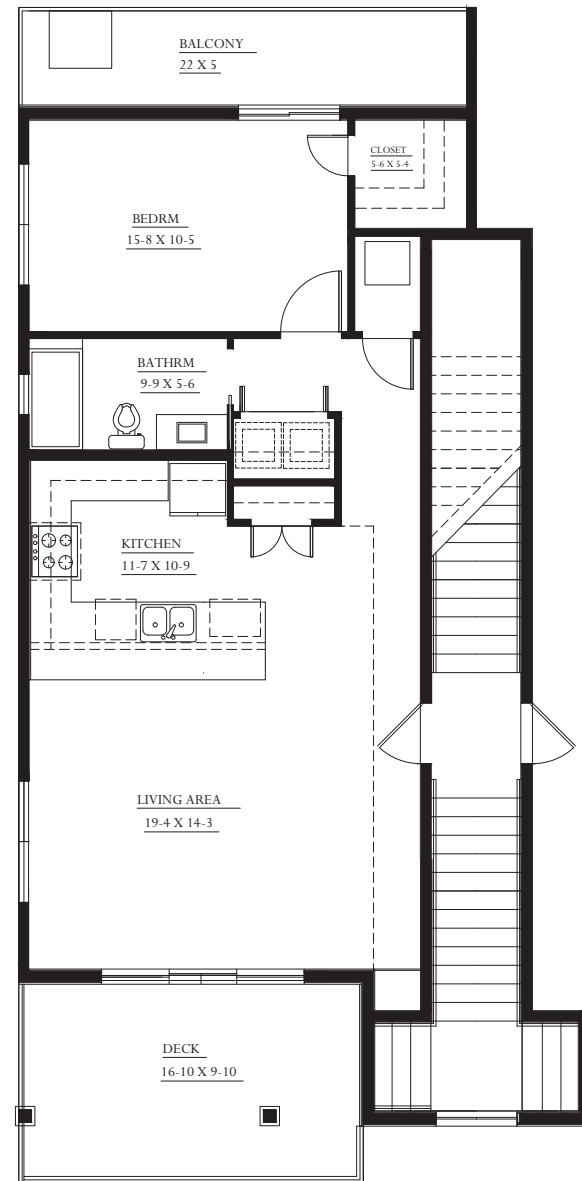 BALCONY
22 X 5
CLOSET
5-6 X 5-4
BEDRM
15-8 X 10-5
BATHRM
9-9 X 5-6
KITCHEN
11-7 X 10-9
LIVING AREA
19-4 X 14-3
DECK
16-10 X 9-10